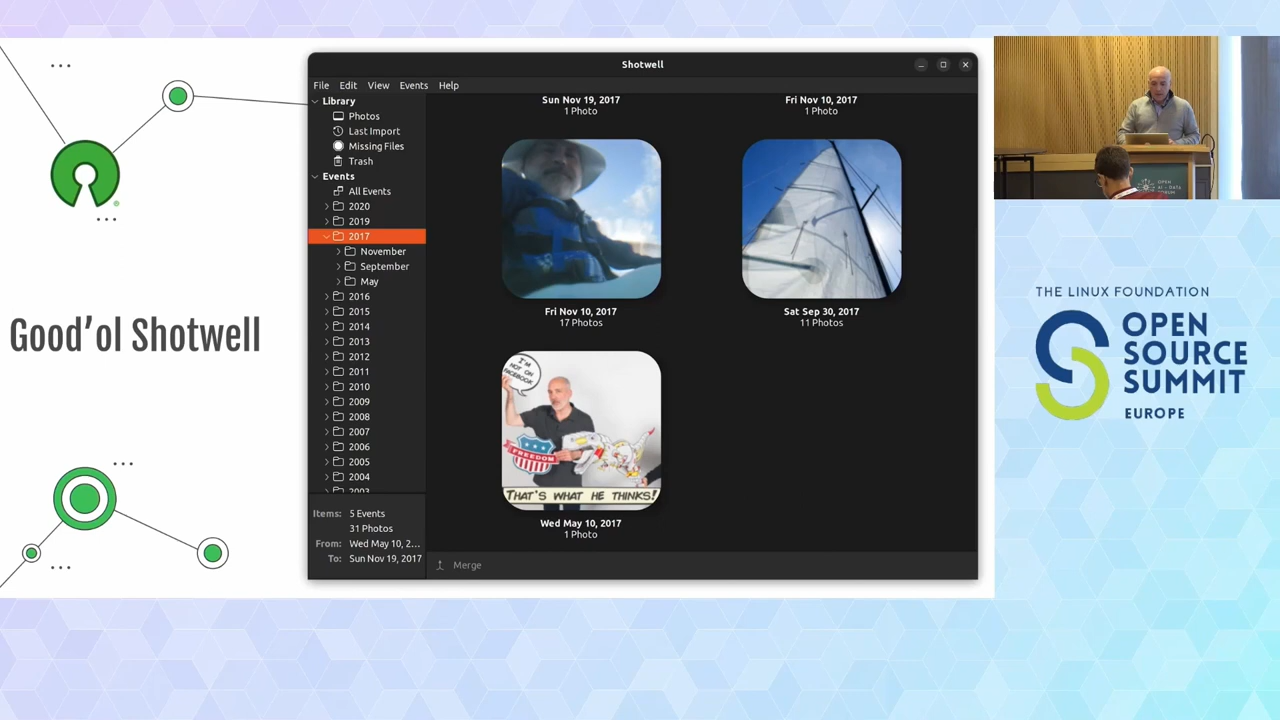 Good'ol Shotwell
Shotwell
File Edit View Events Help
Library
Photos
Last Import
Missing Files
Trash
Events
All Events
2020
2019
2017
November
September
May
2016
2015
2014
2013
2012
2011
2010
2009
2008
2007
2006
2005
2004
2003
Items: 5 Events
31 Photos
From: Wed May 10, 2...
To: Sun Nov 19, 2017
Sun Nov 19, 2017
1 Photo
Fri Nov 10, 2017
1 Photo
Fri Nov 10, 2017
17 Photos
Sat Sep 30, 2017
11 Photos
I'M
NOT ON
FACEBOOK
FREEDOM
THAT'S WHAT HE THINKS!
Wed May 10, 2017
1 Photo
Merge
OPEN
AI + DATA
FORUM
THE LINUX FOUNDATION
OPEN
SOURCE
SUMMIT
EUROPE